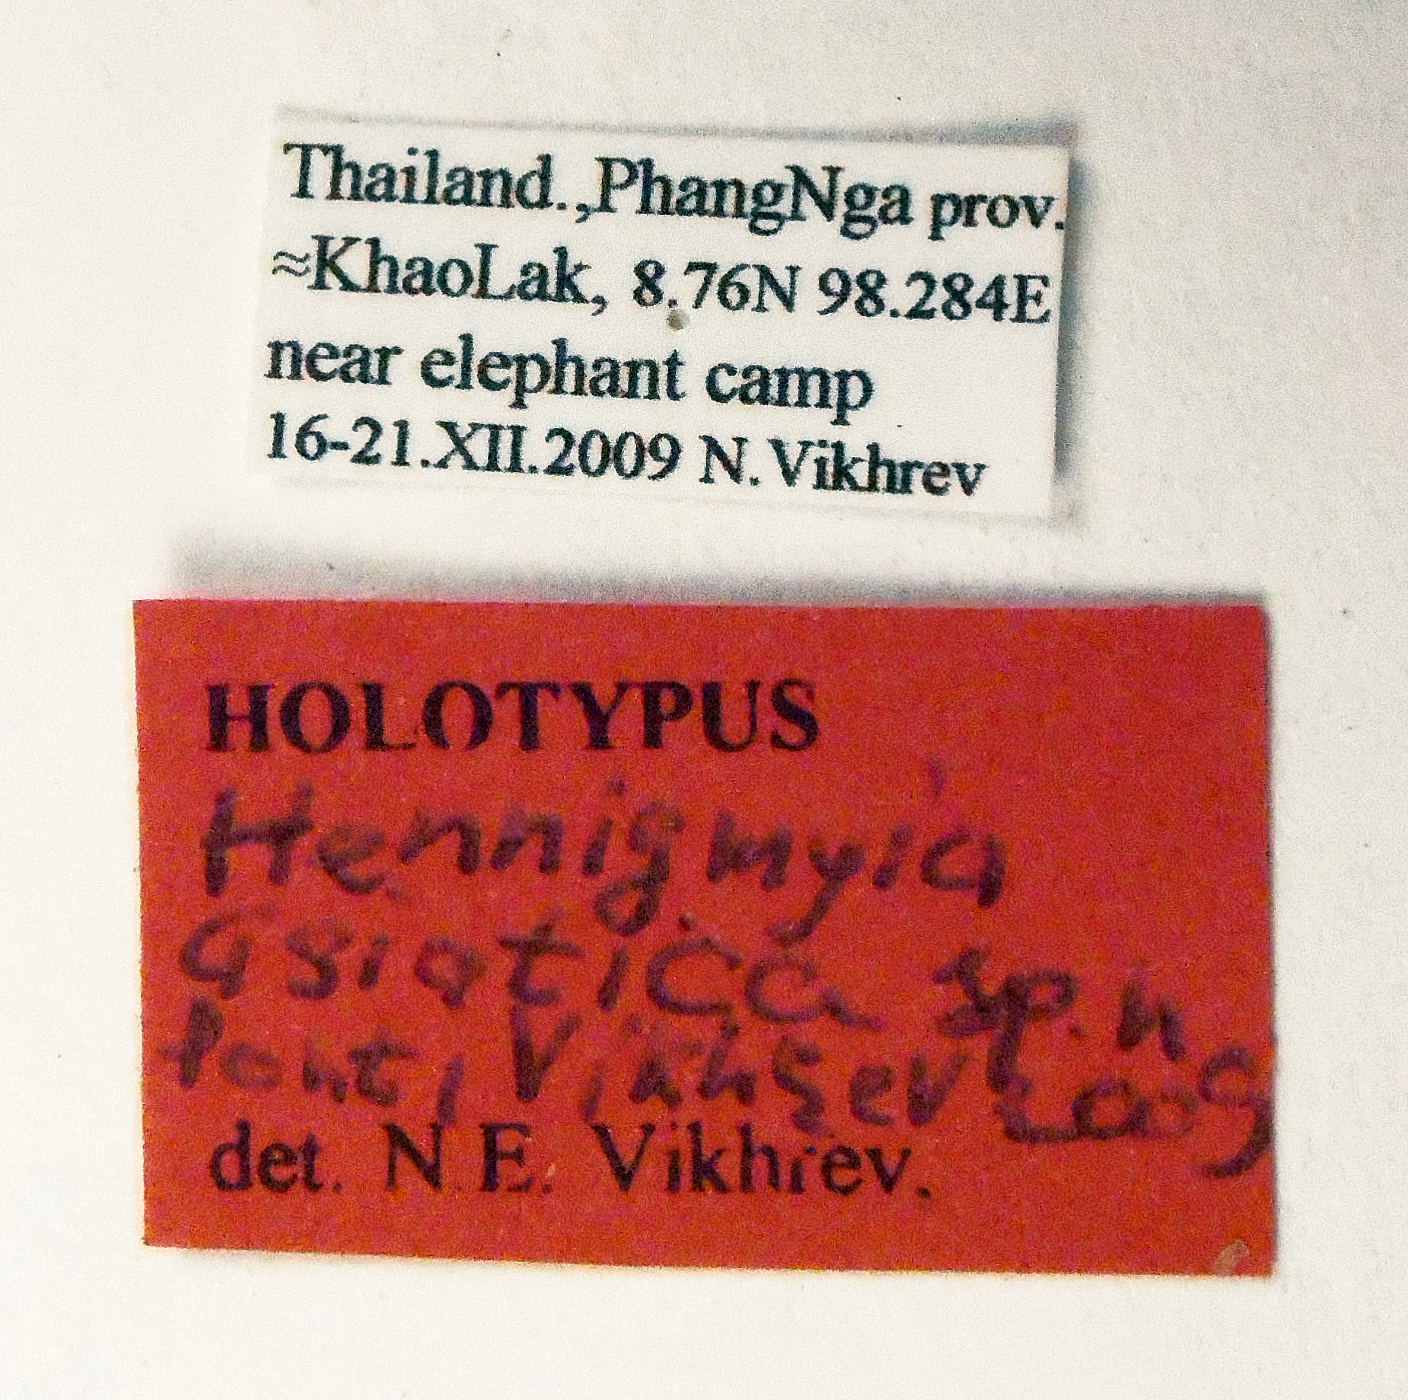 Thailand.,PhangNga prov.
≈KhaoLak, 8.76N 98.284E
near elephant camp
16-21.XII.2009 N.Vikhrev
HOLOTYPUS
Hennigmyia
asiatica sp.n
Pont, Vikhrev 2009
det. N.E. Vikhrev.